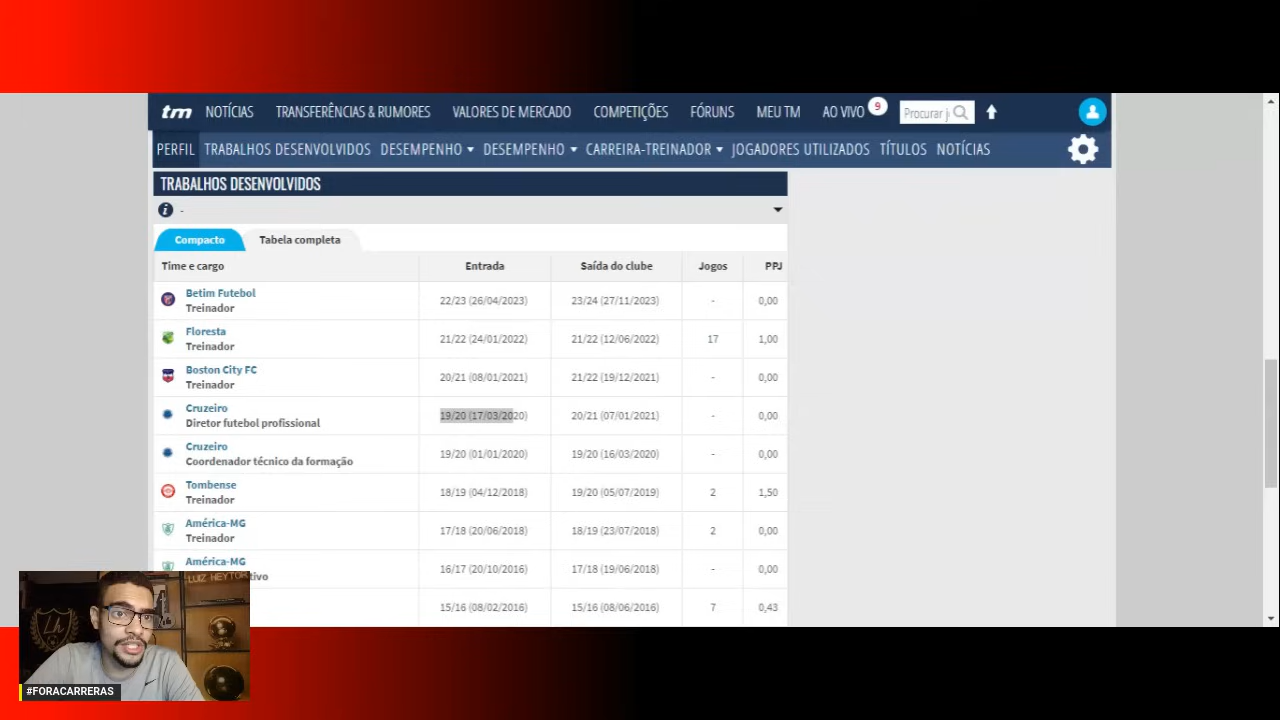 tm NOTÍCIAS TRANSFERÊNCIAS & RUMORES VALORES DE MERCADO COMPETIÇÕES FÓRUNS MEU TM AO VIVO 9 Procurar j
PERFIL TRABALHOS DESENVOLVIDOS DESEMPENHO DESEMPENHO CARREIRA-TREINADOR JOGADORES UTILIZADOS TÍTULOS NOTÍCIAS
TRABALHOS DESENVOLVIDOS
i -
Compacto Tabela completa
Time e cargo Entrada Saída do clube Jogos PPJ
Betim Futebol
Treinador 22/23 (26/04/2023) 23/24 (27/11/2023) - 0,00
Floresta
Treinador 21/22 (24/01/2022) 21/22 (12/06/2022) 17 1,00
Boston City FC
Treinador 20/21 (08/01/2021) 21/22 (19/12/2021) - 0,00
Cruzeiro
Diretor futebol profissional 19/20 (17/03/2020) 20/21 (07/01/2021) - 0,00
Cruzeiro
Coordenador técnico da formação 19/20 (01/01/2020) 19/20 (16/03/2020) - 0,00
Tombense
Treinador 18/19 (04/12/2018) 19/20 (05/07/2019) 2 1,50
América-MG
Treinador 17/18 (20/06/2018) 18/19 (23/07/2018) 2 0,00
América-MG
tivo 16/17 (20/10/2016) 17/18 (19/06/2018) - 0,00
15/16 (08/02/2016) 15/16 (08/06/2016) 7 0,43
LUIZ HEYTOR
Lh
#FORACARRERAS